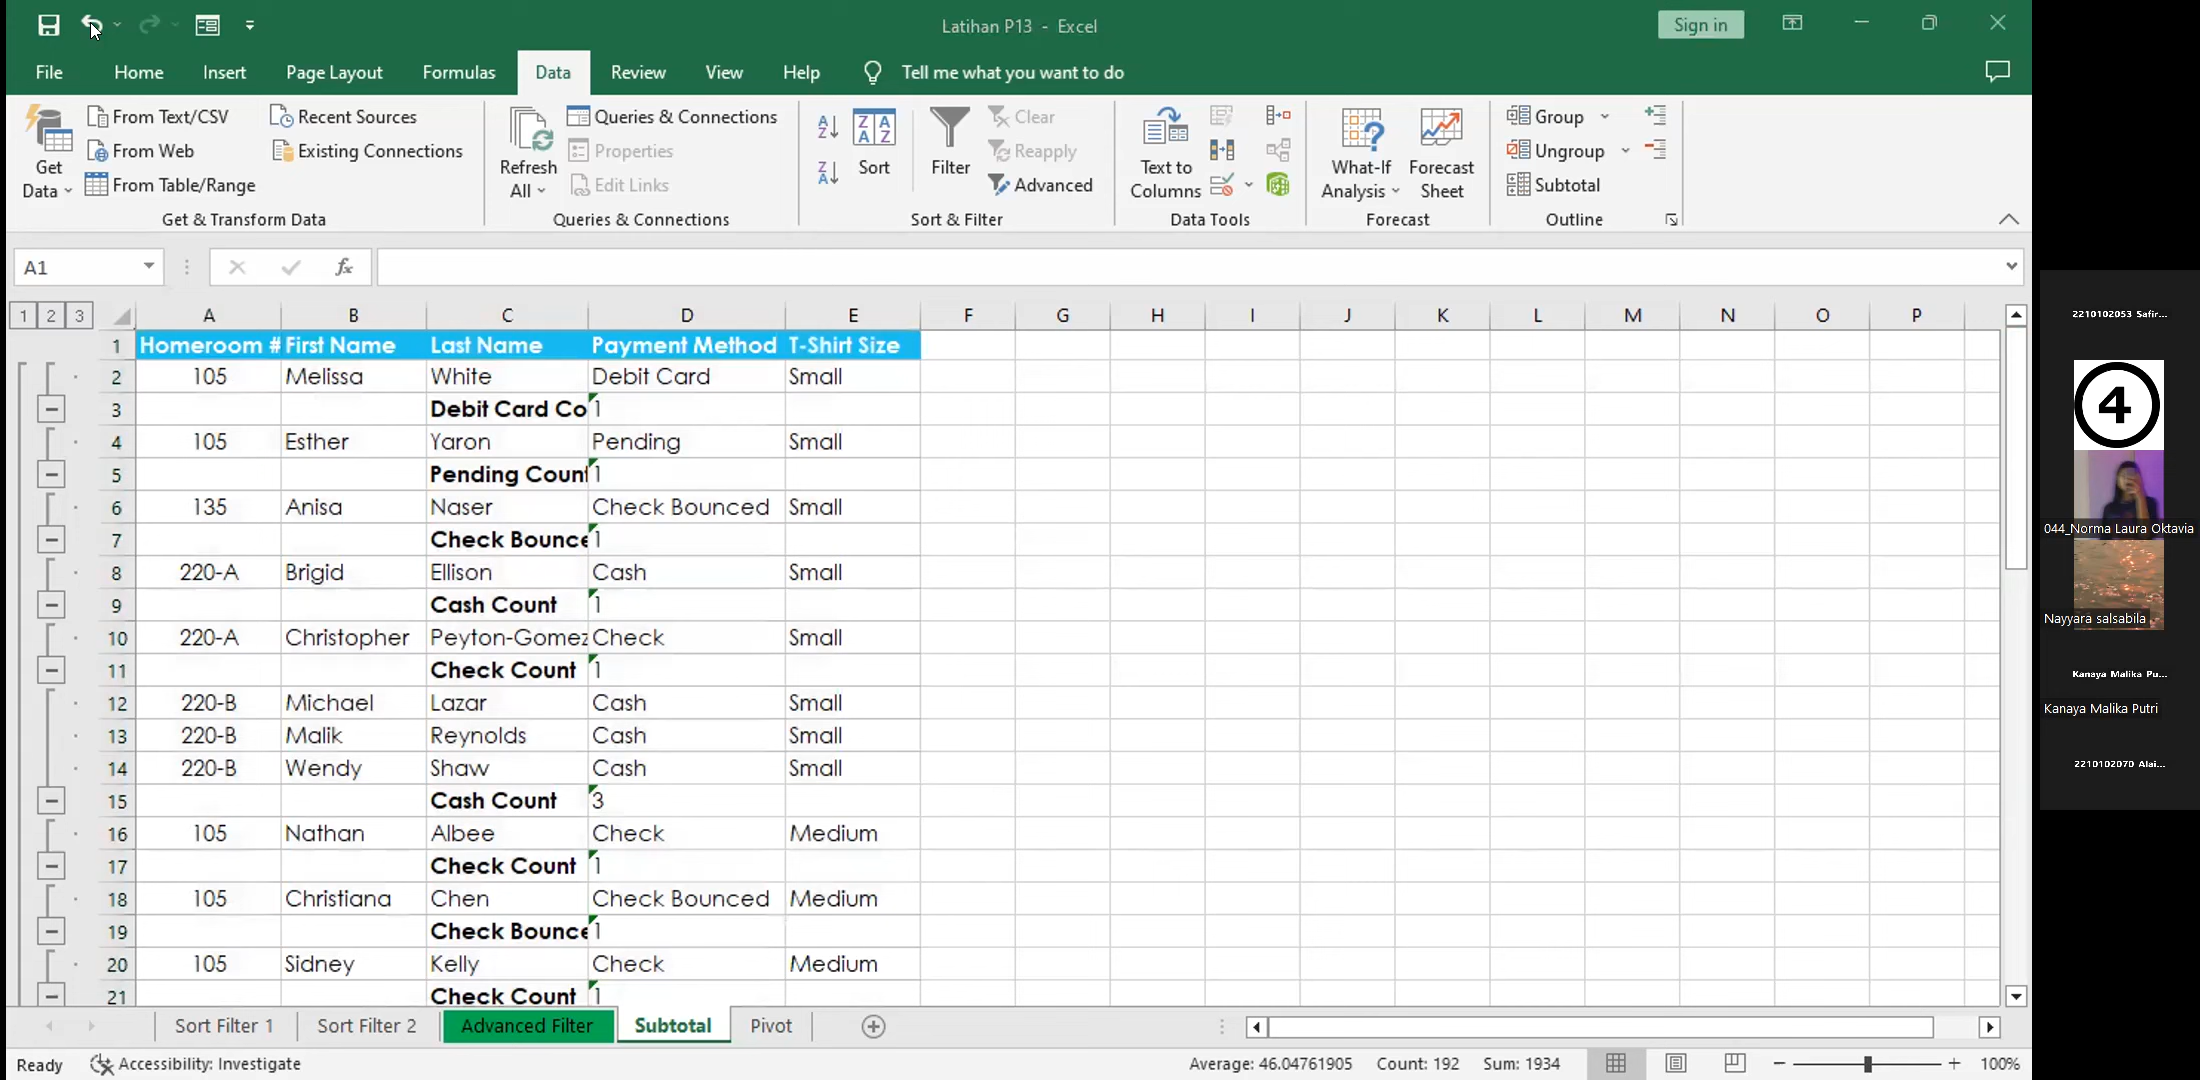 Latihan P13 - Excel
Sign in
File Home Insert Page Layout Formulas Data Review View Help Tell me what you want to do
Get Data
From Text/CSV
From Web
From Table/Range
Recent Sources
Existing Connections
Get & Transform Data
Refresh All
Queries & Connections
Properties
Edit Links
Queries & Connections
Sort
Filter
Clear
Reapply
Advanced
Sort & Filter
Text to Columns
Data Tools
What-If Analysis
Forecast Sheet
Forecast
Group
Ungroup
Subtotal
Outline
A1
fx
1 2 3
A B C D E F G H I J K L M N O P
1 Homeroom # First Name Last Name Payment Method T-Shirt Size
2 105 Melissa White Debit Card Small
3 Debit Card Co 1
4 105 Esther Yaron Pending Small
5 Pending Count 1
6 135 Anisa Naser Check Bounced Small
7 Check Bounce 1
8 220-A Brigid Ellison Cash Small
9 Cash Count 1
10 220-A Christopher Peyton-Gomez Check Small
11 Check Count 1
12 220-B Michael Lazar Cash Small
13 220-B Malik Reynolds Cash Small
14 220-B Wendy Shaw Cash Small
15 Cash Count 3
16 105 Nathan Albee Check Medium
17 Check Count 1
18 105 Christiana Chen Check Bounced Medium
19 Check Bounce 1
20 105 Sidney Kelly Check Medium
21 Check Count 1
Sort Filter 1 Sort Filter 2 Advanced Filter Subtotal Pivot
Ready Accessibility: Investigate Average: 46.04761905 Count: 192 Sum: 1934 100%
2210102053 Safir...
4
044_Norma Laura Oktavia
Nayyara salsabila
Kanaya Malika Pu...
Kanaya Malika Putri
2210102070 Alai...